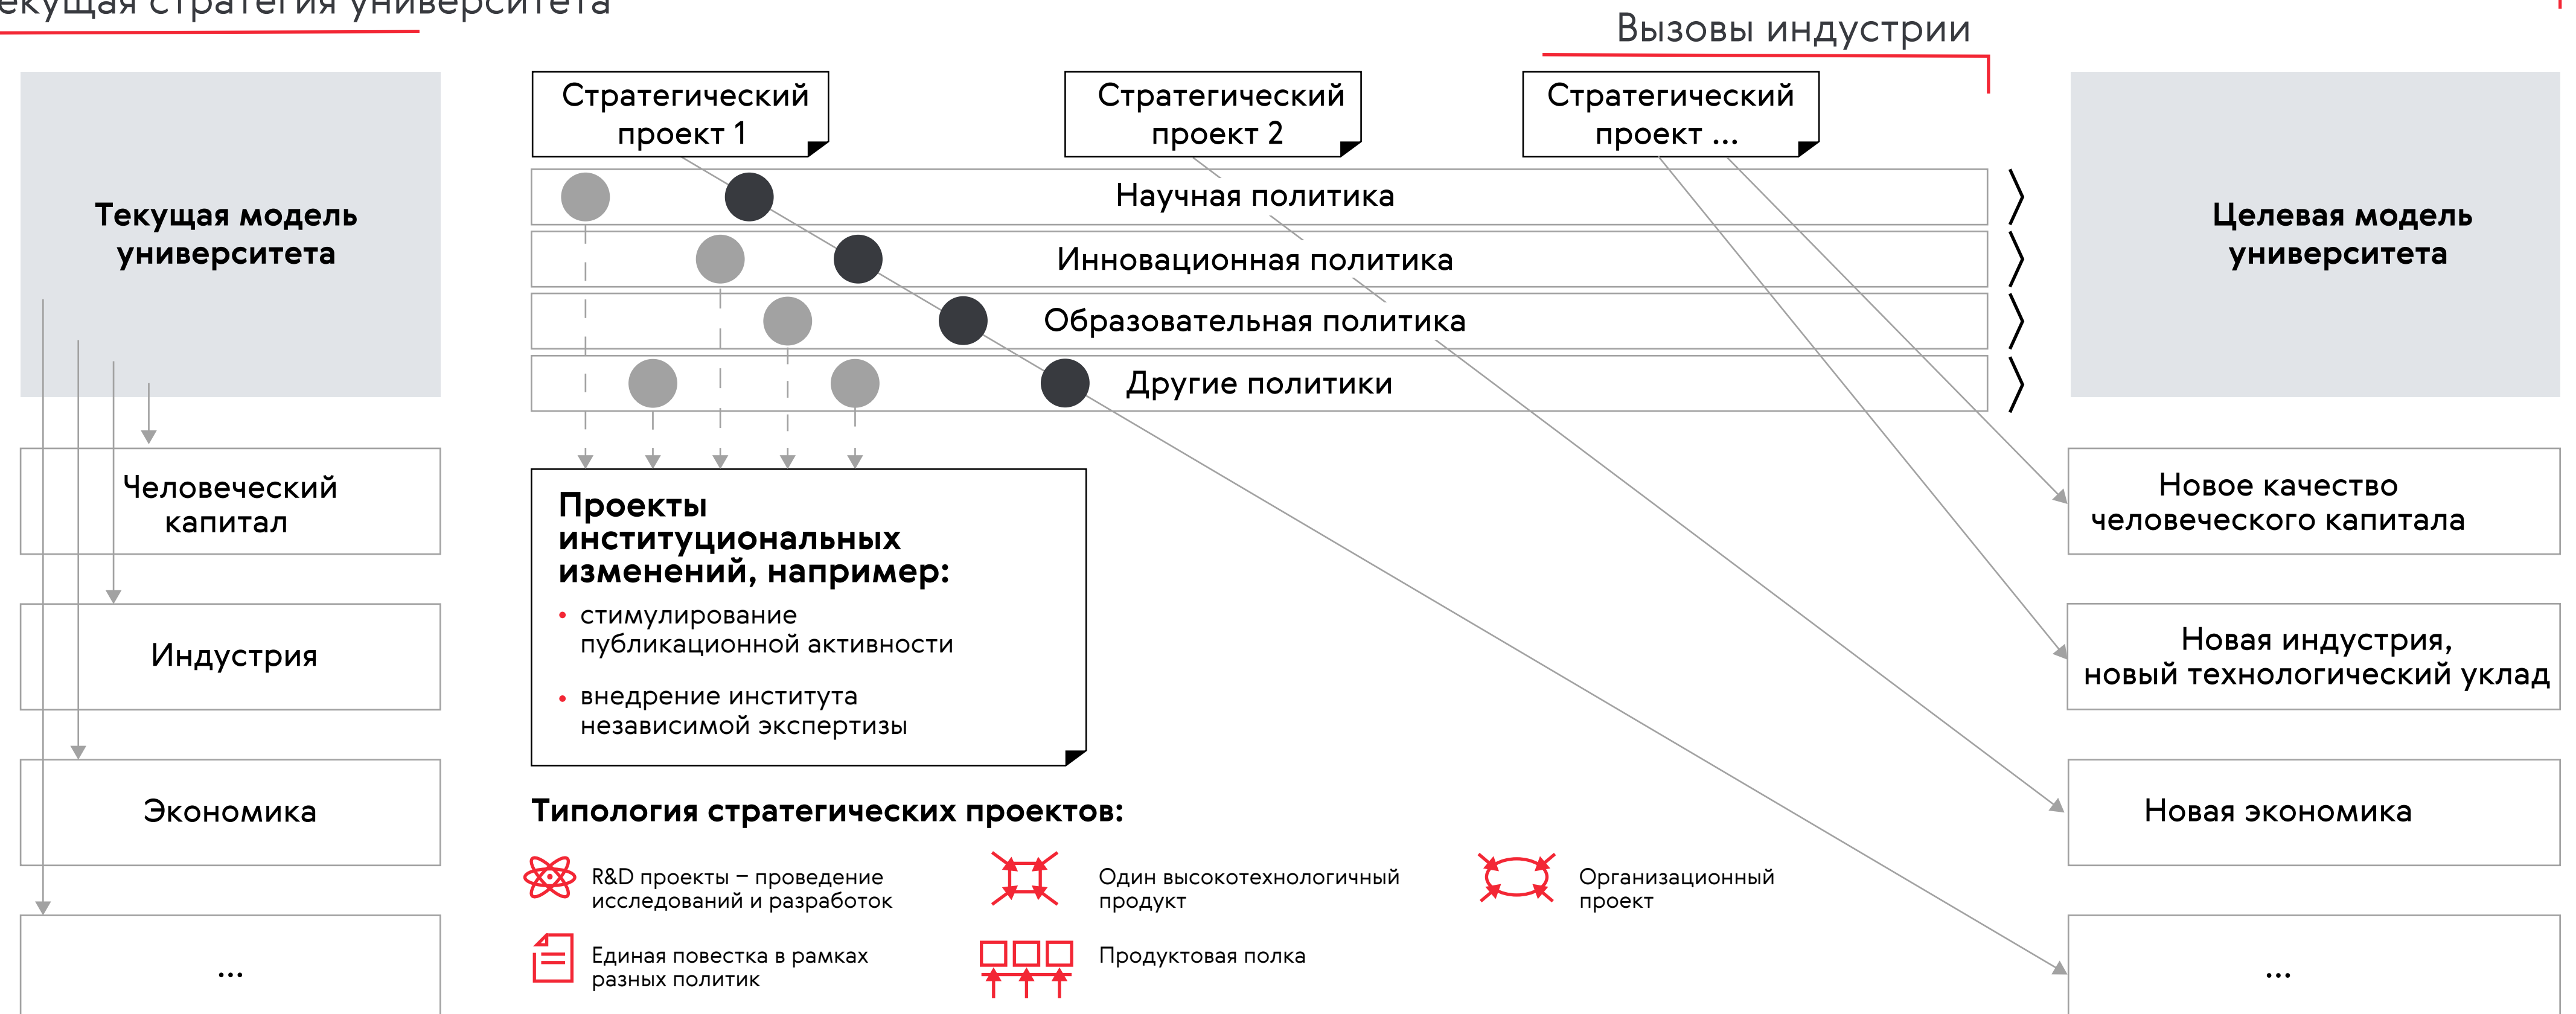 текущая стратегия университета
Вызовы индустрии
Стратегический
проект 1
Стратегический
проект 2
Стратегический
проект ...
Текущая модель
университета
Научная политика
Инновационная политика
Образовательная политика
Другие политики
Целевая модель
университета
Человеческий
капитал
Индустрия
Экономика
...
Проекты
институциональных
изменений, например:
• стимулирование
публикационной активности
• внедрение института
независимой экспертизы
Новое качество
человеческого капитала
Новая индустрия,
новый технологический уклад
Новая экономика
...
Типология стратегических проектов:
R&D проекты – проведение
исследований и разработок
Один высокотехнологичный
продукт
Организационный
проект
Единая повестка в рамках
разных политик
Продуктовая полка